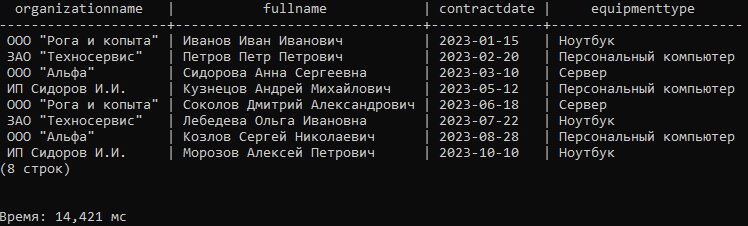 organizationname | fullname | contractdate | equipmenttype
ООО "Рога и копыта" | Иванов Иван Иванович | 2023-01-15 | Ноутбук
ЗАО "Техносервис" | Петров Петр Петрович | 2023-02-20 | Персональный компьютер
ООО "Альфа" | Сидорова Анна Сергеевна | 2023-03-10 | Сервер
ИП Сидоров И.И. | Кузнецов Андрей Михайлович | 2023-05-12 | Персональный компьютер
ООО "Рога и копыта" | Соколов Дмитрий Александрович | 2023-06-18 | Сервер
ЗАО "Техносервис" | Лебедева Ольга Ивановна | 2023-07-22 | Ноутбук
ООО "Альфа" | Козлов Сергей Николаевич | 2023-08-28 | Персональный компьютер
ИП Сидоров И.И. | Морозов Алексей Петрович | 2023-10-10 | Ноутбук
(8 строк)
Время: 14,421 мс